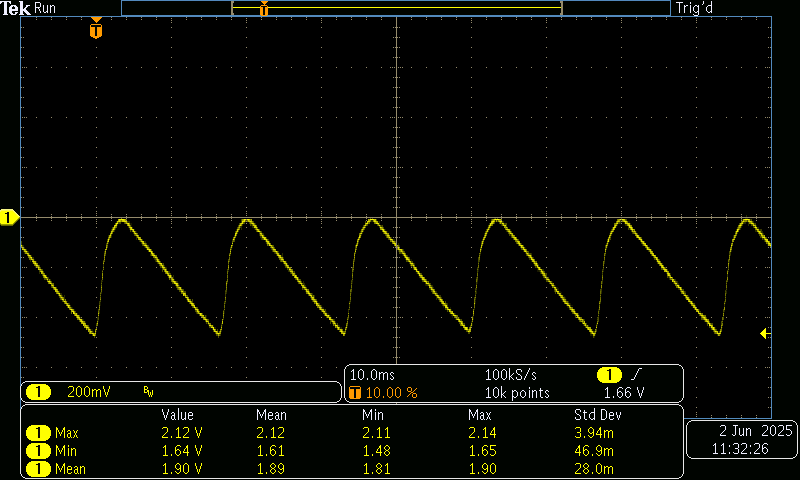 Tek Run Trig'd
T
T
1
10.0ms 100kS/s 1
1 200mV BW T 10.00 % 10k points 1.66 V
Value Mean Min Max Std Dev
1 Max 2.12 V 2.12 2.11 2.14 3.94m
1 Min 1.64 V 1.61 1.48 1.65 46.9m
1 Mean 1.90 V 1.89 1.81 1.90 28.0m
2 Jun 2025
11:32:26